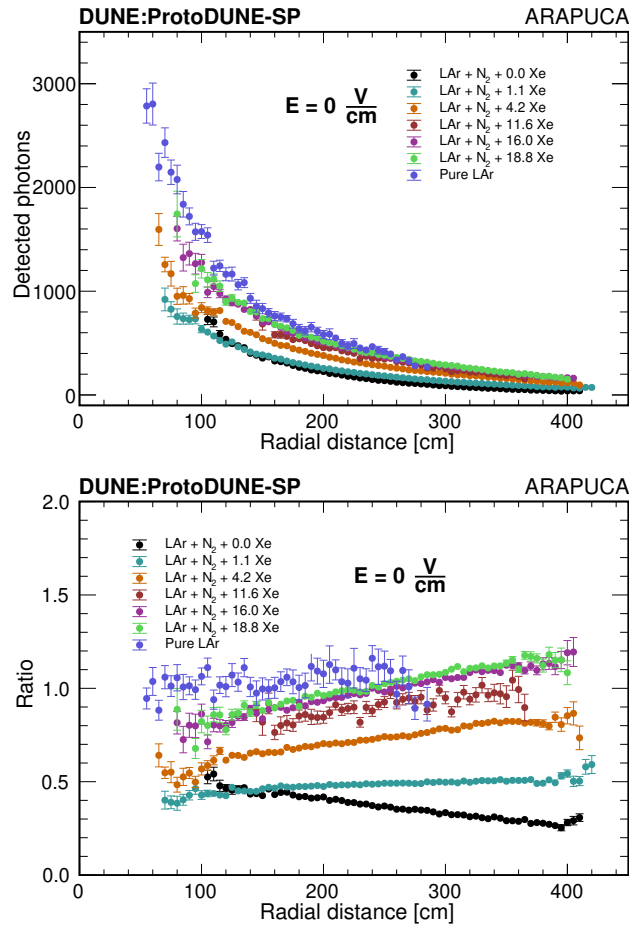 DUNE:ProtoDUNE-SP ARAPUCA
3000
2000
1000
0
Detected photons
E = 0 V/cm
LAr + N₂ + 0.0 Xe
LAr + N₂ + 1.1 Xe
LAr + N₂ + 4.2 Xe
LAr + N₂ + 11.6 Xe
LAr + N₂ + 16.0 Xe
LAr + N₂ + 18.8 Xe
Pure LAr
0 100 200 300 400
Radial distance [cm]
DUNE:ProtoDUNE-SP ARAPUCA
2.0
1.5
1.0
0.5
0.0
Ratio
LAr + N₂ + 0.0 Xe
LAr + N₂ + 1.1 Xe
LAr + N₂ + 4.2 Xe
LAr + N₂ + 11.6 Xe
LAr + N₂ + 16.0 Xe
LAr + N₂ + 18.8 Xe
Pure LAr
E = 0 V/cm
0 100 200 300 400
Radial distance [cm]